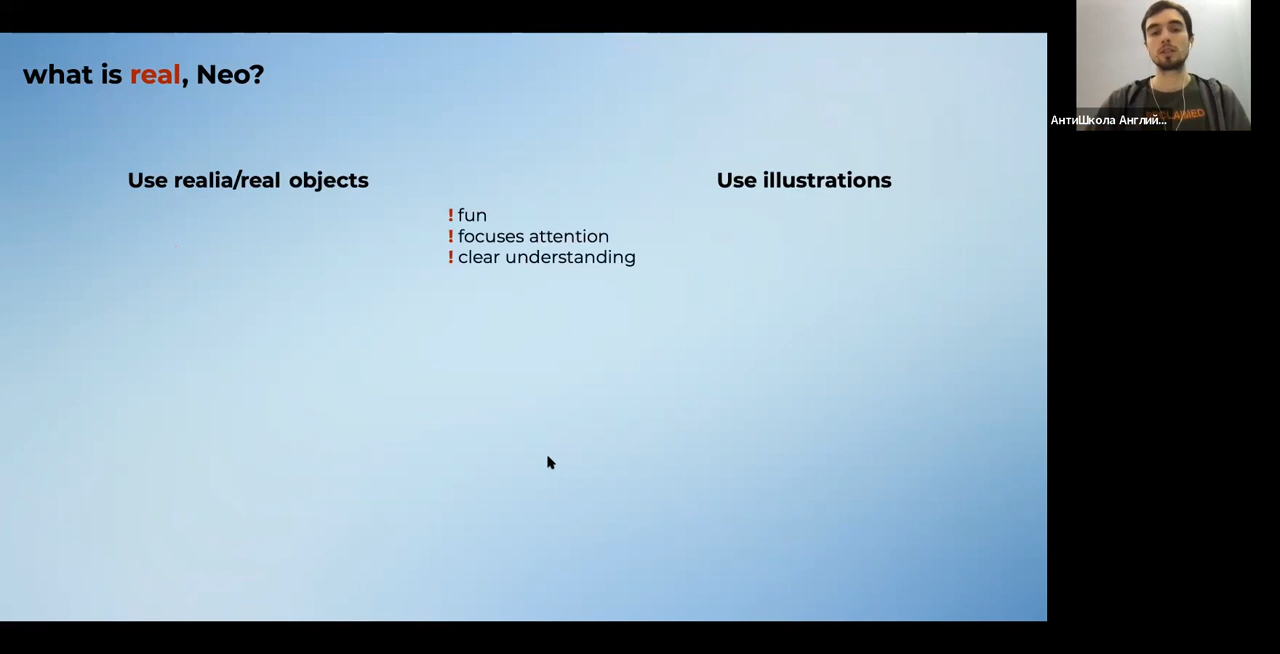 what is real, Neo?
Use realia/real objects
Use illustrations
! fun
! focuses attention
! clear understanding
АнтиШкола Англий...